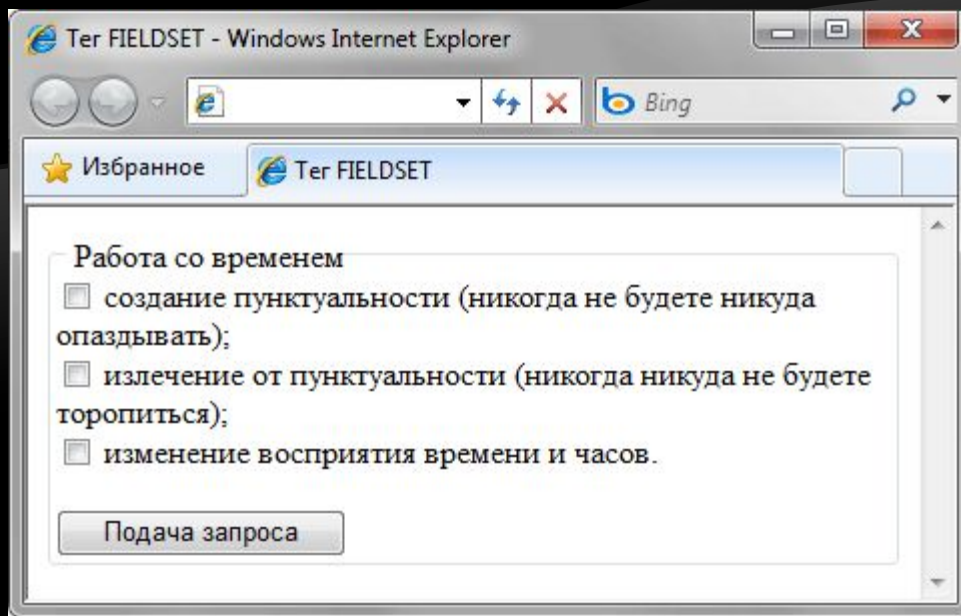 Тег FIELDSET - Windows Internet Explorer
Bing
Избранное
Тег FIELDSET
Работа со временем
создание пунктуальности (никогда не будете никуда
опаздывать);
излечение от пунктуальности (никогда никуда не будете
торопиться);
изменение восприятия времени и часов.
Подача запроса